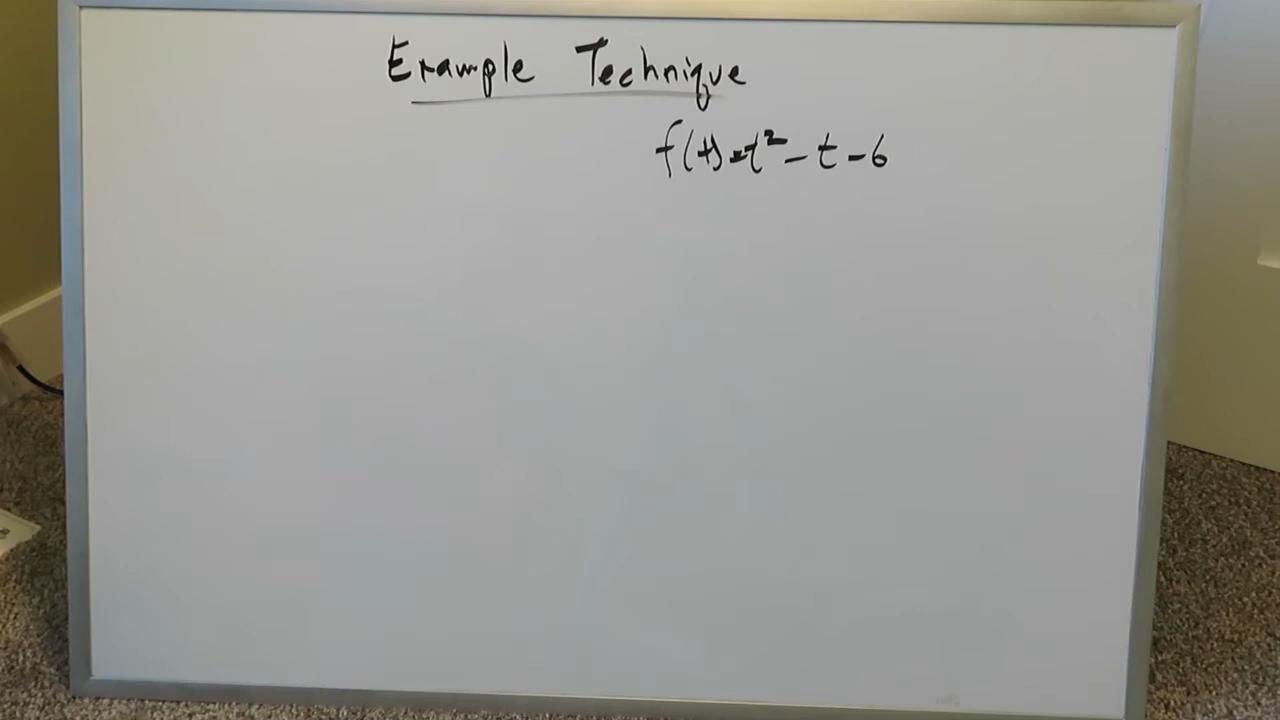 Example Technique
f(t) = t² - t - 6